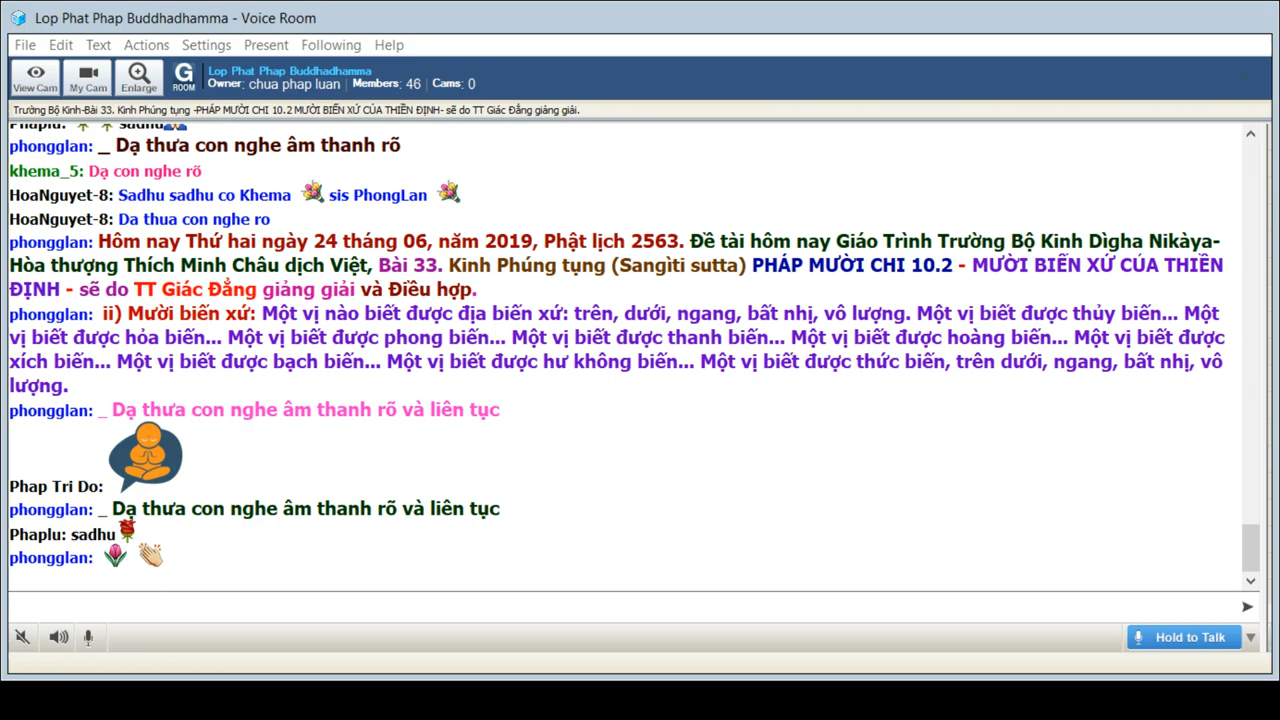 Lop Phat Phap Buddhadhamma - Voice Room
File Edit Text Actions Settings Present Following Help
View Cam My Cam Enlarge G ROOM Lop Phat Phap Buddhadhamma
Owner: chua phap luan Members: 46 Cams: 0
Trường Bộ Kinh-Bài 33. Kinh Phúng tụng -PHÁP MƯỜI CHI 10.2 MƯỜI BIẾN XỨ CỦA THIỀN ĐỊNH- sẽ do TT Giác Đẳng giảng giải.
Phaplu: sadhu
phongglan: _ Dạ thưa con nghe âm thanh rõ
khema_5: Dạ con nghe rõ
HoaNguyet-8: Sadhu sadhu co Khema sis PhongLan
HoaNguyet-8: Da thua con nghe ro
phongglan: Hôm nay Thứ hai ngày 24 tháng 06, năm 2019, Phật lịch 2563. Đề tài hôm nay Giáo Trình Trường Bộ Kinh Dìgha Nikàya-
Hòa thượng Thích Minh Châu dịch Việt, Bài 33. Kinh Phúng tụng (Sangìti sutta) PHÁP MƯỜI CHI 10.2 - MƯỜI BIẾN XỨ CỦA THIỀN
ĐỊNH - sẽ do TT Giác Đẳng giảng giải và Điều hợp.
phongglan: ii) Mười biến xứ: Một vị nào biết được địa biến xứ: trên, dưới, ngang, bất nhị, vô lượng. Một vị biết được thủy biến... Một
vị biết được hỏa biến... Một vị biết được phong biến... Một vị biết được thanh biến... Một vị biết được hoàng biến... Một vị biết được
xích biến... Một vị biết được bạch biến... Một vị biết được hư không biến... Một vị biết được thức biến, trên dưới, ngang, bất nhị, vô
lượng.
phongglan: _ Dạ thưa con nghe âm thanh rõ và liên tục
Phap Tri Do:
phongglan: _ Dạ thưa con nghe âm thanh rõ và liên tục
Phaplu: sadhu
phongglan:
Hold to Talk